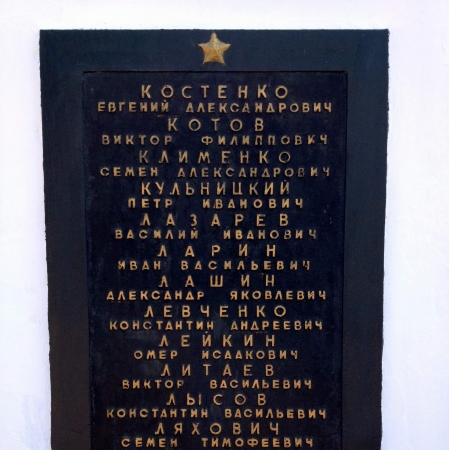 КОСТЕНКО
ЕВГЕНИЙ АЛЕКСАНДРОВИЧ
КОТОВ
ВИКТОР ФИЛИППОВИЧ
КЛИМЕНКО
СЕМЕН АЛЕКСАНДРОВИЧ
КУЛЬНИЦКИЙ
ПЕТР ИВАНОВИЧ
ЛАЗАРЕВ
ВАСИЛИЙ ИВАНОВИЧ
ЛАРИН
ИВАН ВАСИЛЬЕВИЧ
ЛАШИН
АЛЕКСАНДР ЯКОВЛЕВИЧ
ЛЕВЧЕНКО
КОНСТАНТИН АНДРЕЕВИЧ
ЛЕЙКИН
ОМЕР ИСААКОВИЧ
ЛИТАЕВ
ВИКТОР ВАСИЛЬЕВИЧ
ЛЫСОВ
КОНСТАНТИН ВАСИЛЬЕВИЧ
ЛЯХОВИЧ
СЕМЕН ТИМОФЕЕВИЧ